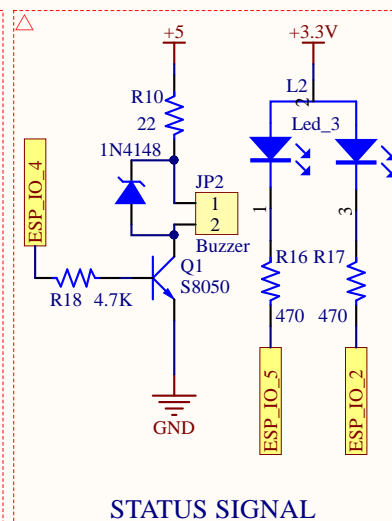 +5
+3.3V
R10
22
L2
2
Led_3
1N4148
JP2
1
2
Buzzer
ESP_IO_4
1
3
Q1
S8050
R18 4.7K
R16 R17
470 470
ESP_IO_5
ESP_IO_2
GND
STATUS SIGNAL